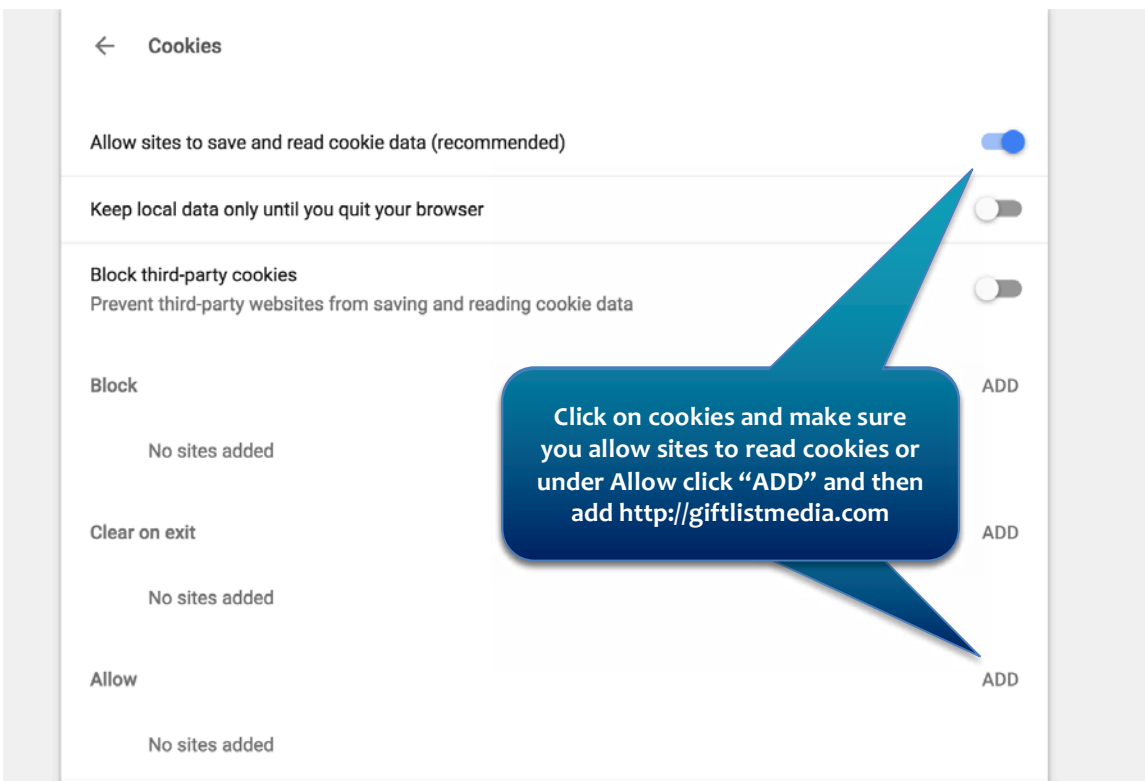 Cookies
Allow sites to save and read cookie data (recommended)
Keep local data only until you quit your browser
Block third-party cookies
Prevent third-party websites from saving and reading cookie data
Block
ADD
No sites added
Click on cookies and make sure
you allow sites to read cookies or
under Allow click “ADD” and then
add http://giftlistmedia.com
Clear on exit
ADD
No sites added
Allow
ADD
No sites added